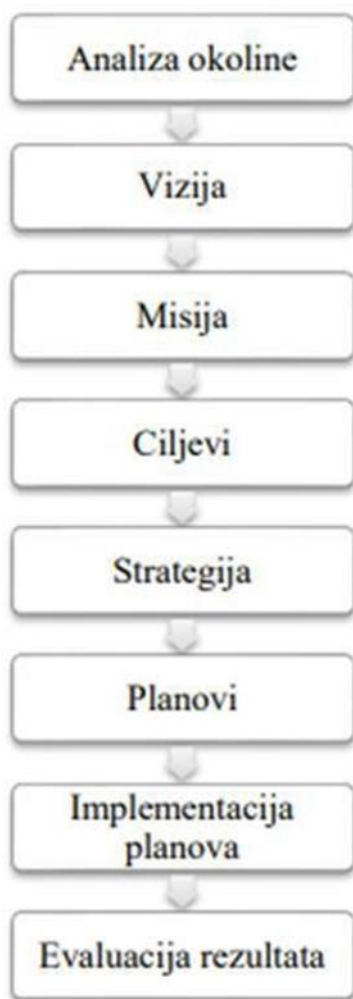 Analiza okoline
Vizija
Misija
Ciljevi
Strategija
Planovi
Implementacija
planova
Evaluacija rezultata